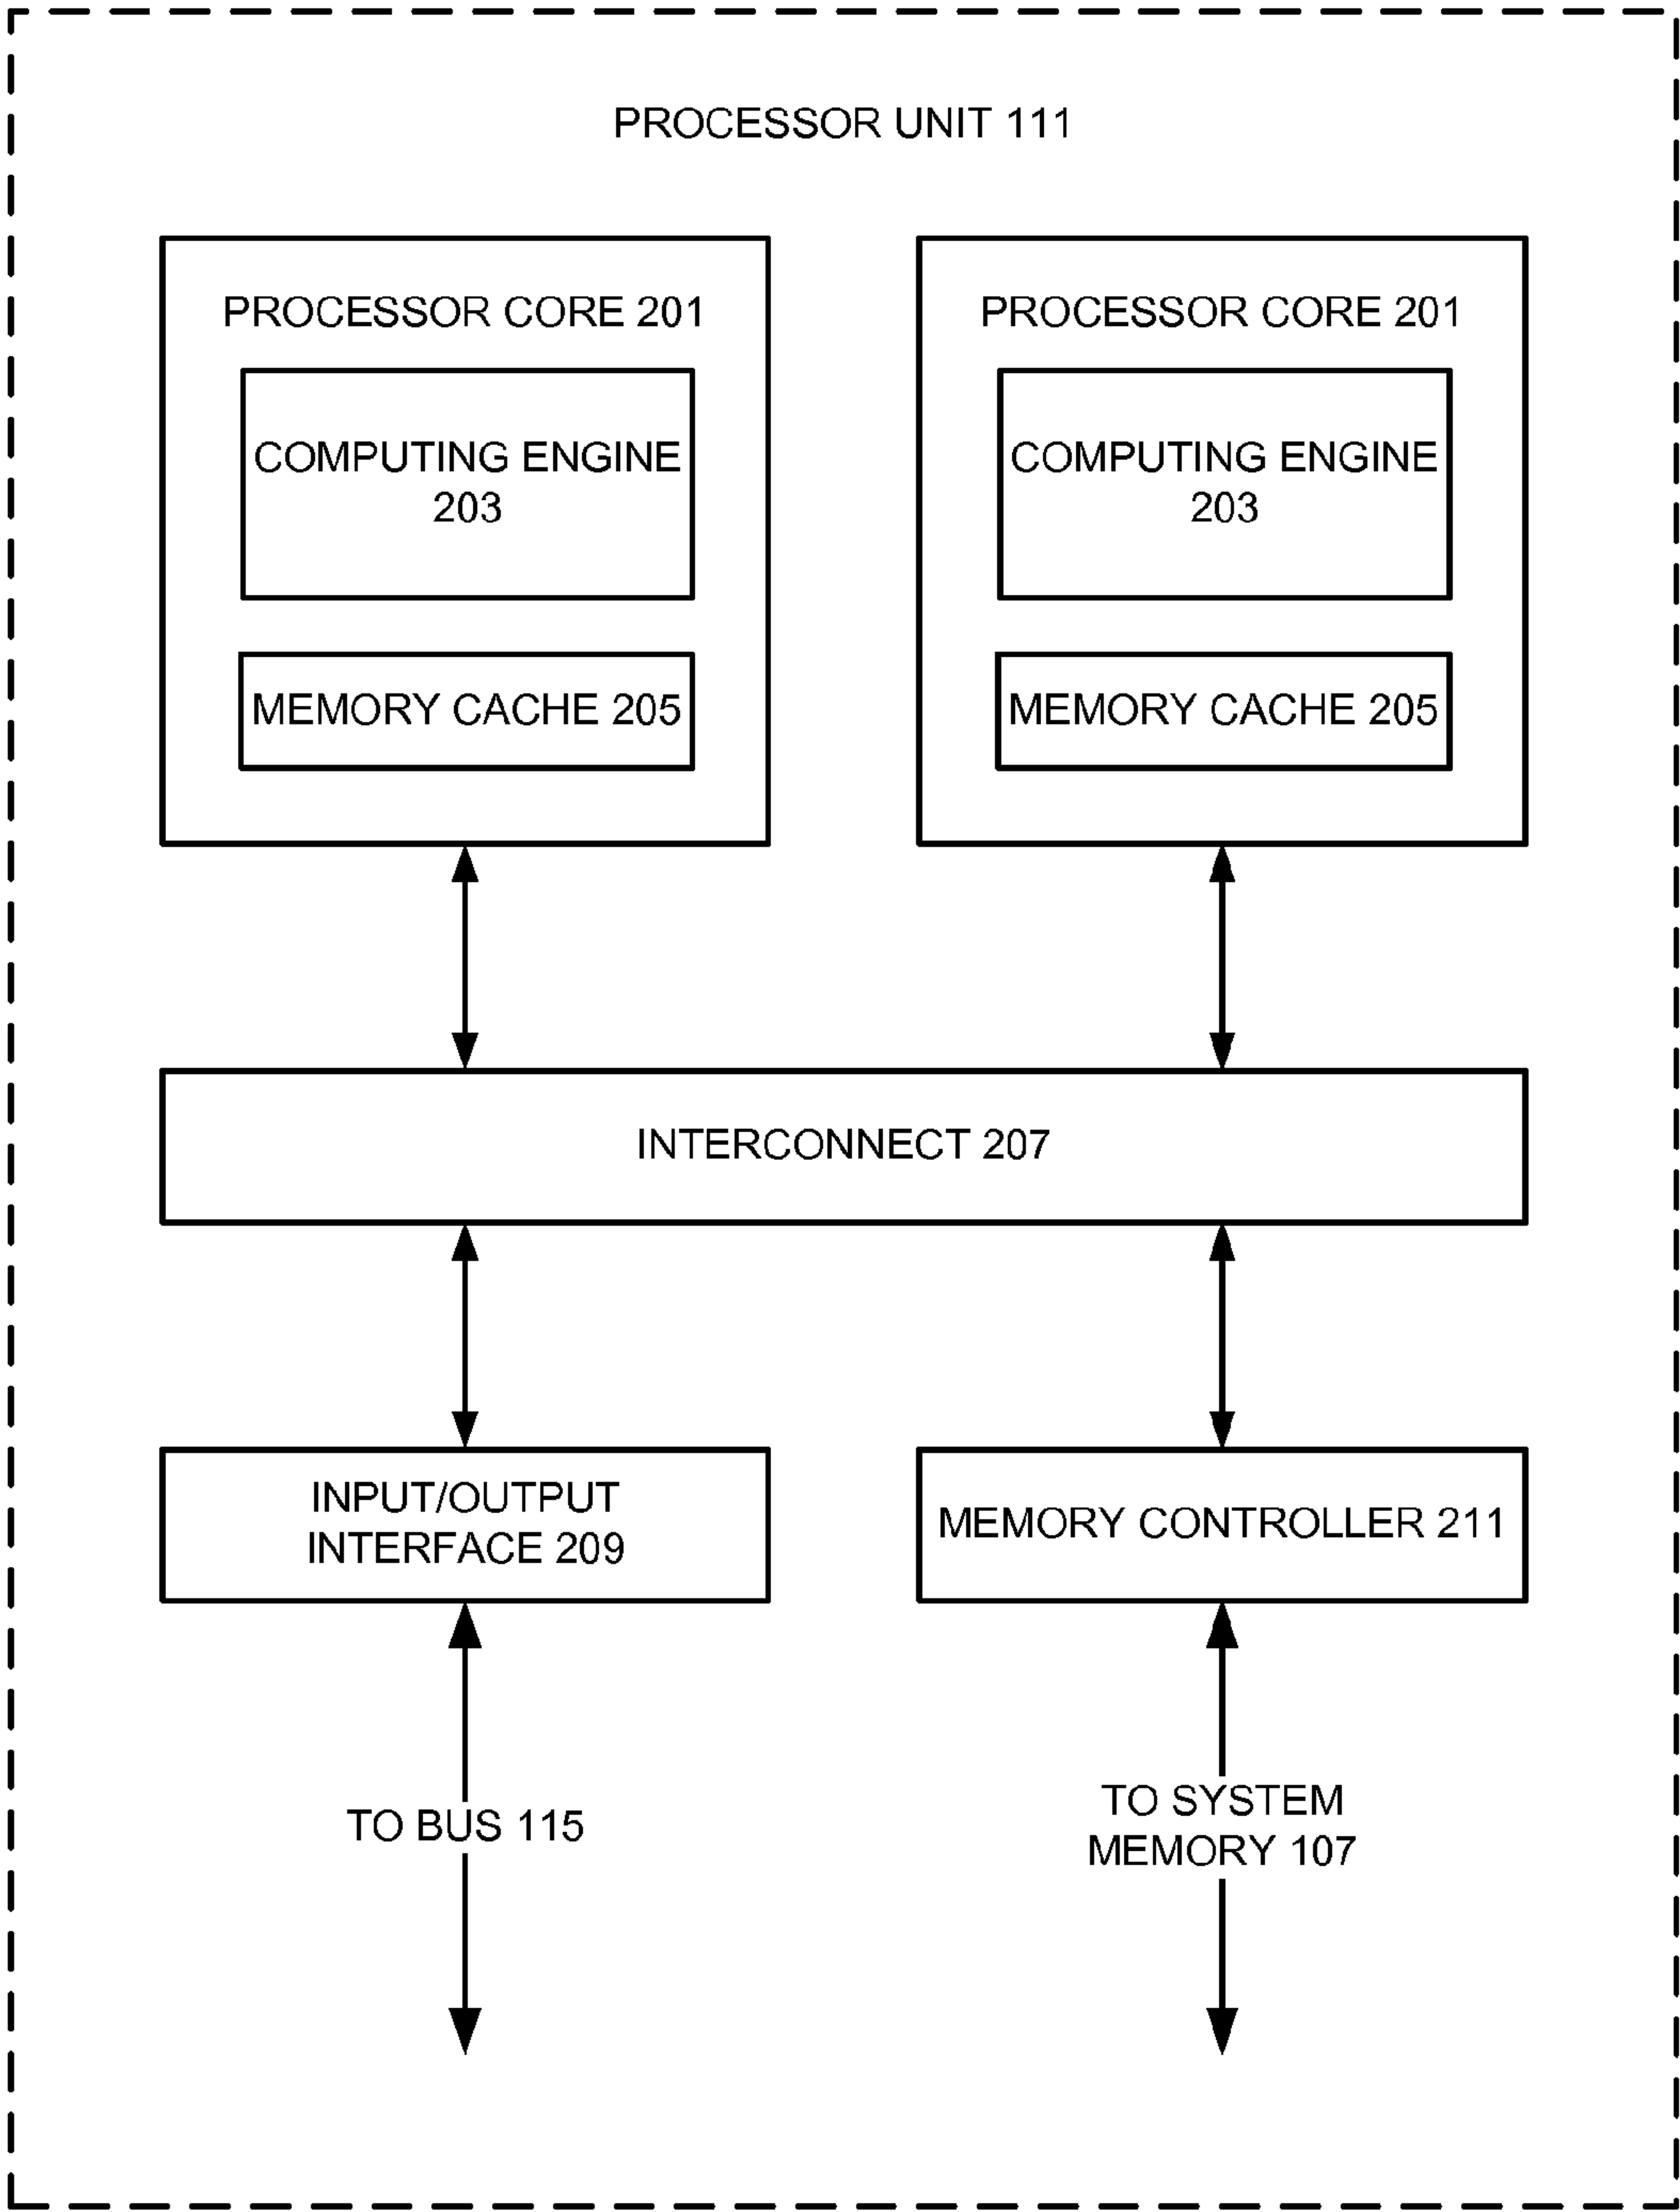 PROCESSOR UNIT 111
PROCESSOR CORE 201
COMPUTING ENGINE
203
MEMORY CACHE 205
PROCESSOR CORE 201
COMPUTING ENGINE
203
MEMORY CACHE 205
INTERCONNECT 207
INPUT/OUTPUT
INTERFACE 209
MEMORY CONTROLLER 211
TO BUS 115
TO SYSTEM
MEMORY 107